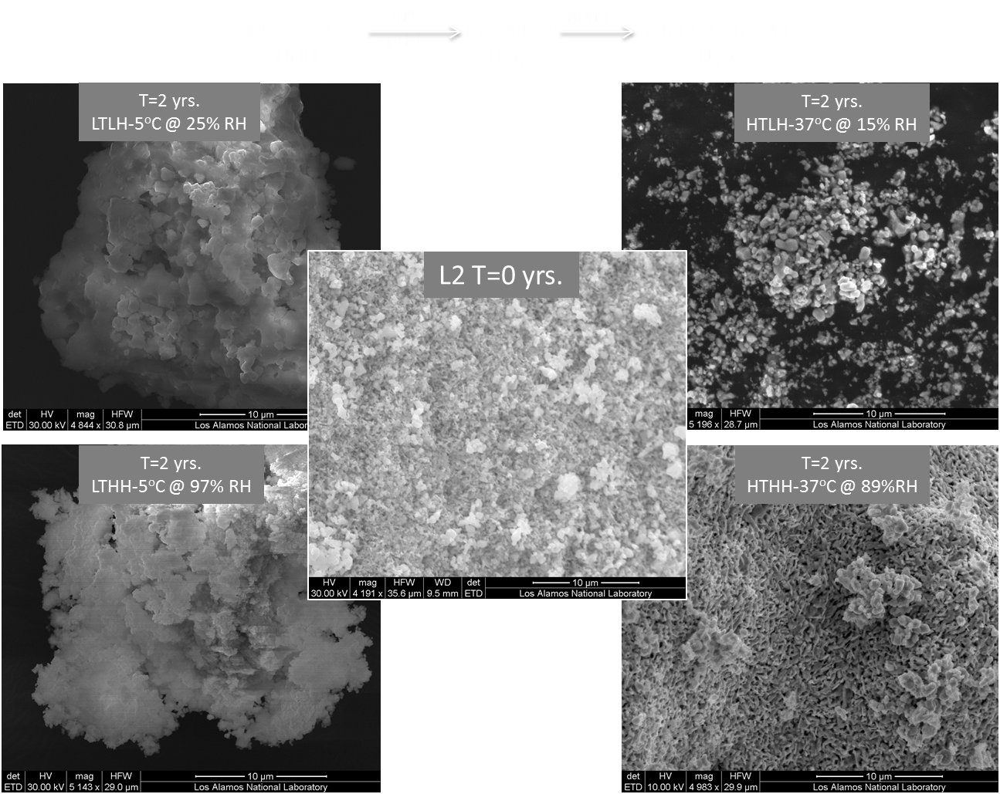 T=2 yrs.
LTLH-5ºC @ 25% RH
T=2 yrs.
HTLH-37ºC @ 15% RH
L2 T=0 yrs.
det HV mag HFW 10 µm
ETD 30.00 kV 4 844 x 30.8 µm Los Alamos National Labor
mag HFW 10 µm
5 196 x 28.7 µm Los Alamos National Laboratory
T=2 yrs.
LTHH-5ºC @ 97% RH
T=2 yrs.
HTHH-37ºC @ 89%RH
HV mag HFW WD det 10 µm
30.00 kV 4 191 x 35.6 µm 9.5 mm ETD Los Alamos National Laboratory
det HV mag HFW 10 µm
ETD 30.00 kV 5 143 x 29.0 µm Los Alamos National Laboratory
det HV mag HFW 10 µm
ETD 10.00 kV 4 983 x 29.9 µm Los Alamos National Laboratory